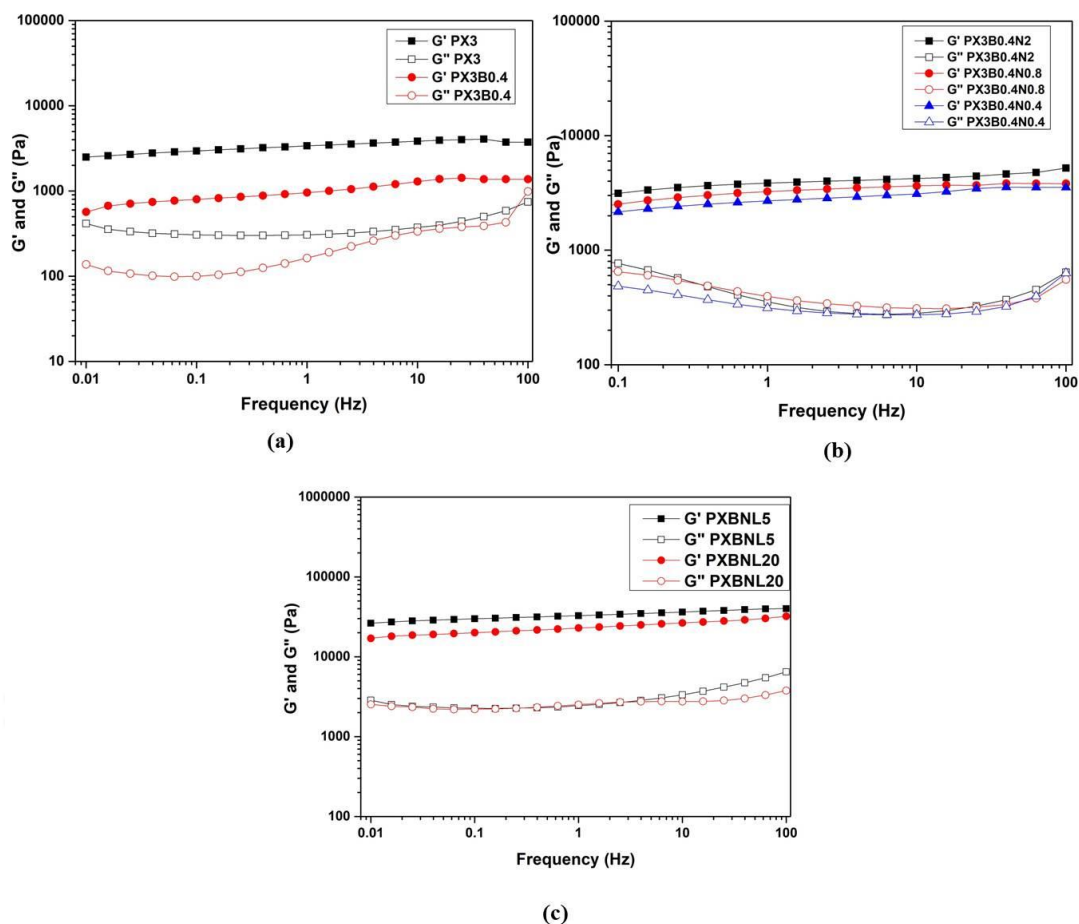 100000
10000
1000
100
10
G' and G" (Pa)
G' PX3
G" PX3
G' PX3B0.4
G" PX3B0.4
0.01 0.1 1 10 100
Frequency (Hz)
(a)
100000
10000
1000
100
G' and G" (Pa)
G' PX3B0.4N2
G" PX3B0.4N2
G' PX3B0.4N0.8
G" PX3B0.4N0.8
G' PX3B0.4N0.4
G" PX3B0.4N0.4
0.1 1 10 100
Frequency (Hz)
(b)
1000000
100000
10000
1000
100
G' and G" (Pa)
G' PXBNL5
G" PXBNL5
G' PXBNL20
G" PXBNL20
0.01 0.1 1 10 100
Frequency (Hz)
(c)